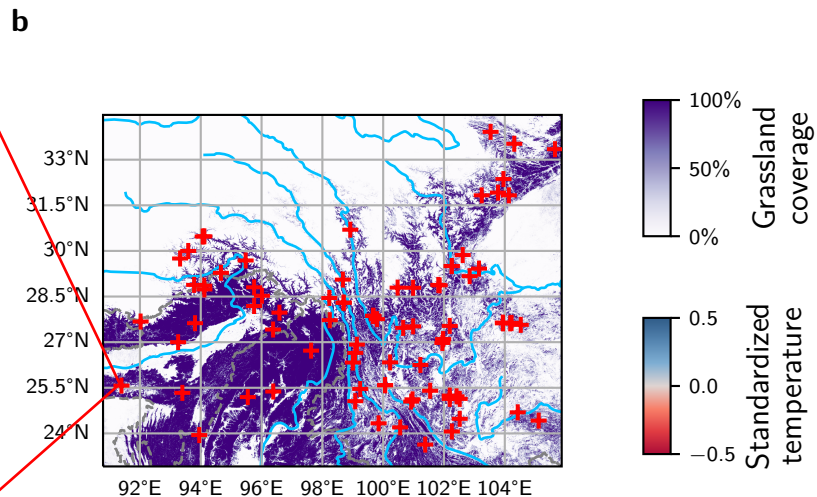 b
33°N
31.5°N
30°N
28.5°N
27°N
25.5°N
24°N
92°E 94°E 96°E 98°E 100°E 102°E 104°E
100%
50%
0%
Grassland
coverage
0.5
0.0
−0.5
Standardized
temperature